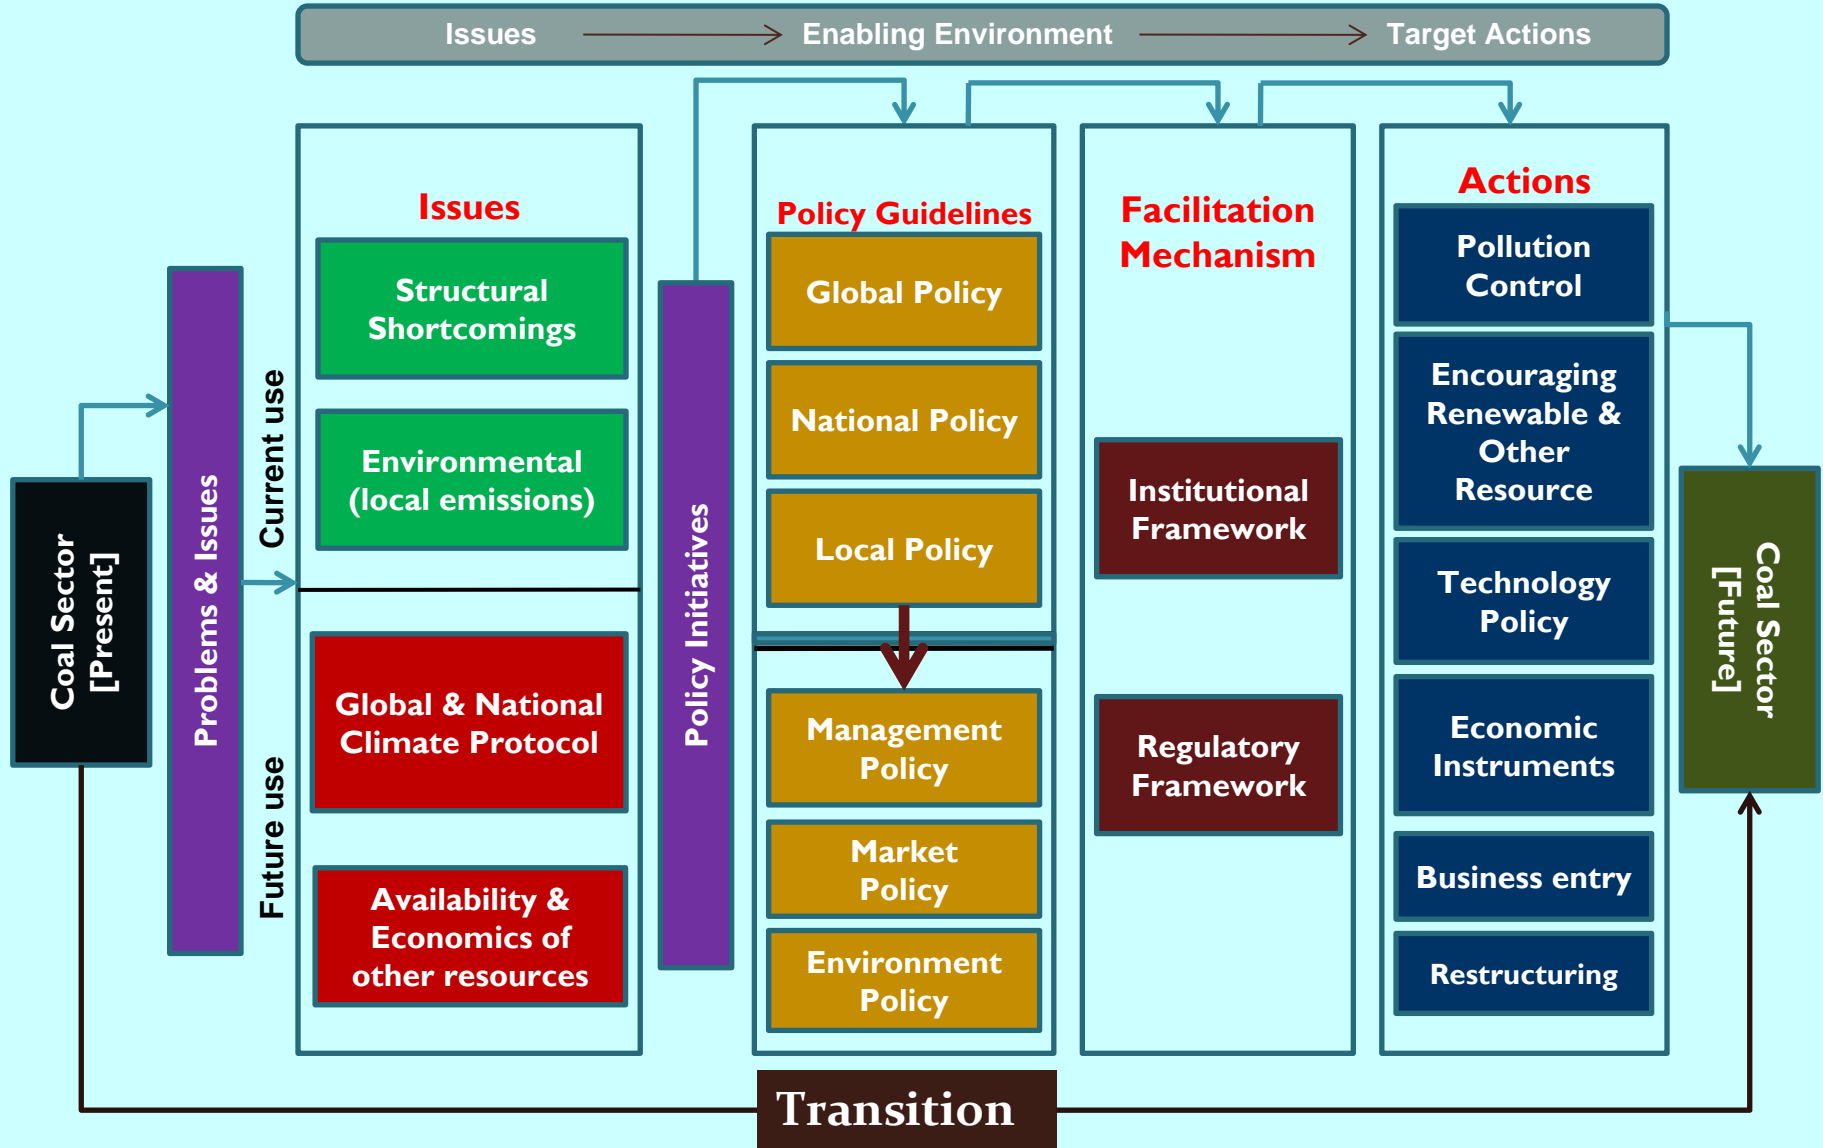 Issues
Enabling Environment
Target Actions
Coal Sector
[Present]
Problems & Issues
Current use
Future use
Issues
Structural
Shortcomings
Environmental
(local emissions)
Global & National
Climate Protocol
Availability &
Economics of
other resources
Policy Initiatives
Policy Guidelines
Global Policy
National Policy
Local Policy
Management
Policy
Market
Policy
Environment
Policy
Facilitation
Mechanism
Institutional
Framework
Regulatory
Framework
Actions
Pollution
Control
Encouraging
Renewable &
Other
Resource
Technology
Policy
Economic
Instruments
Business entry
Restructuring
Coal Sector
[Future]
Transition